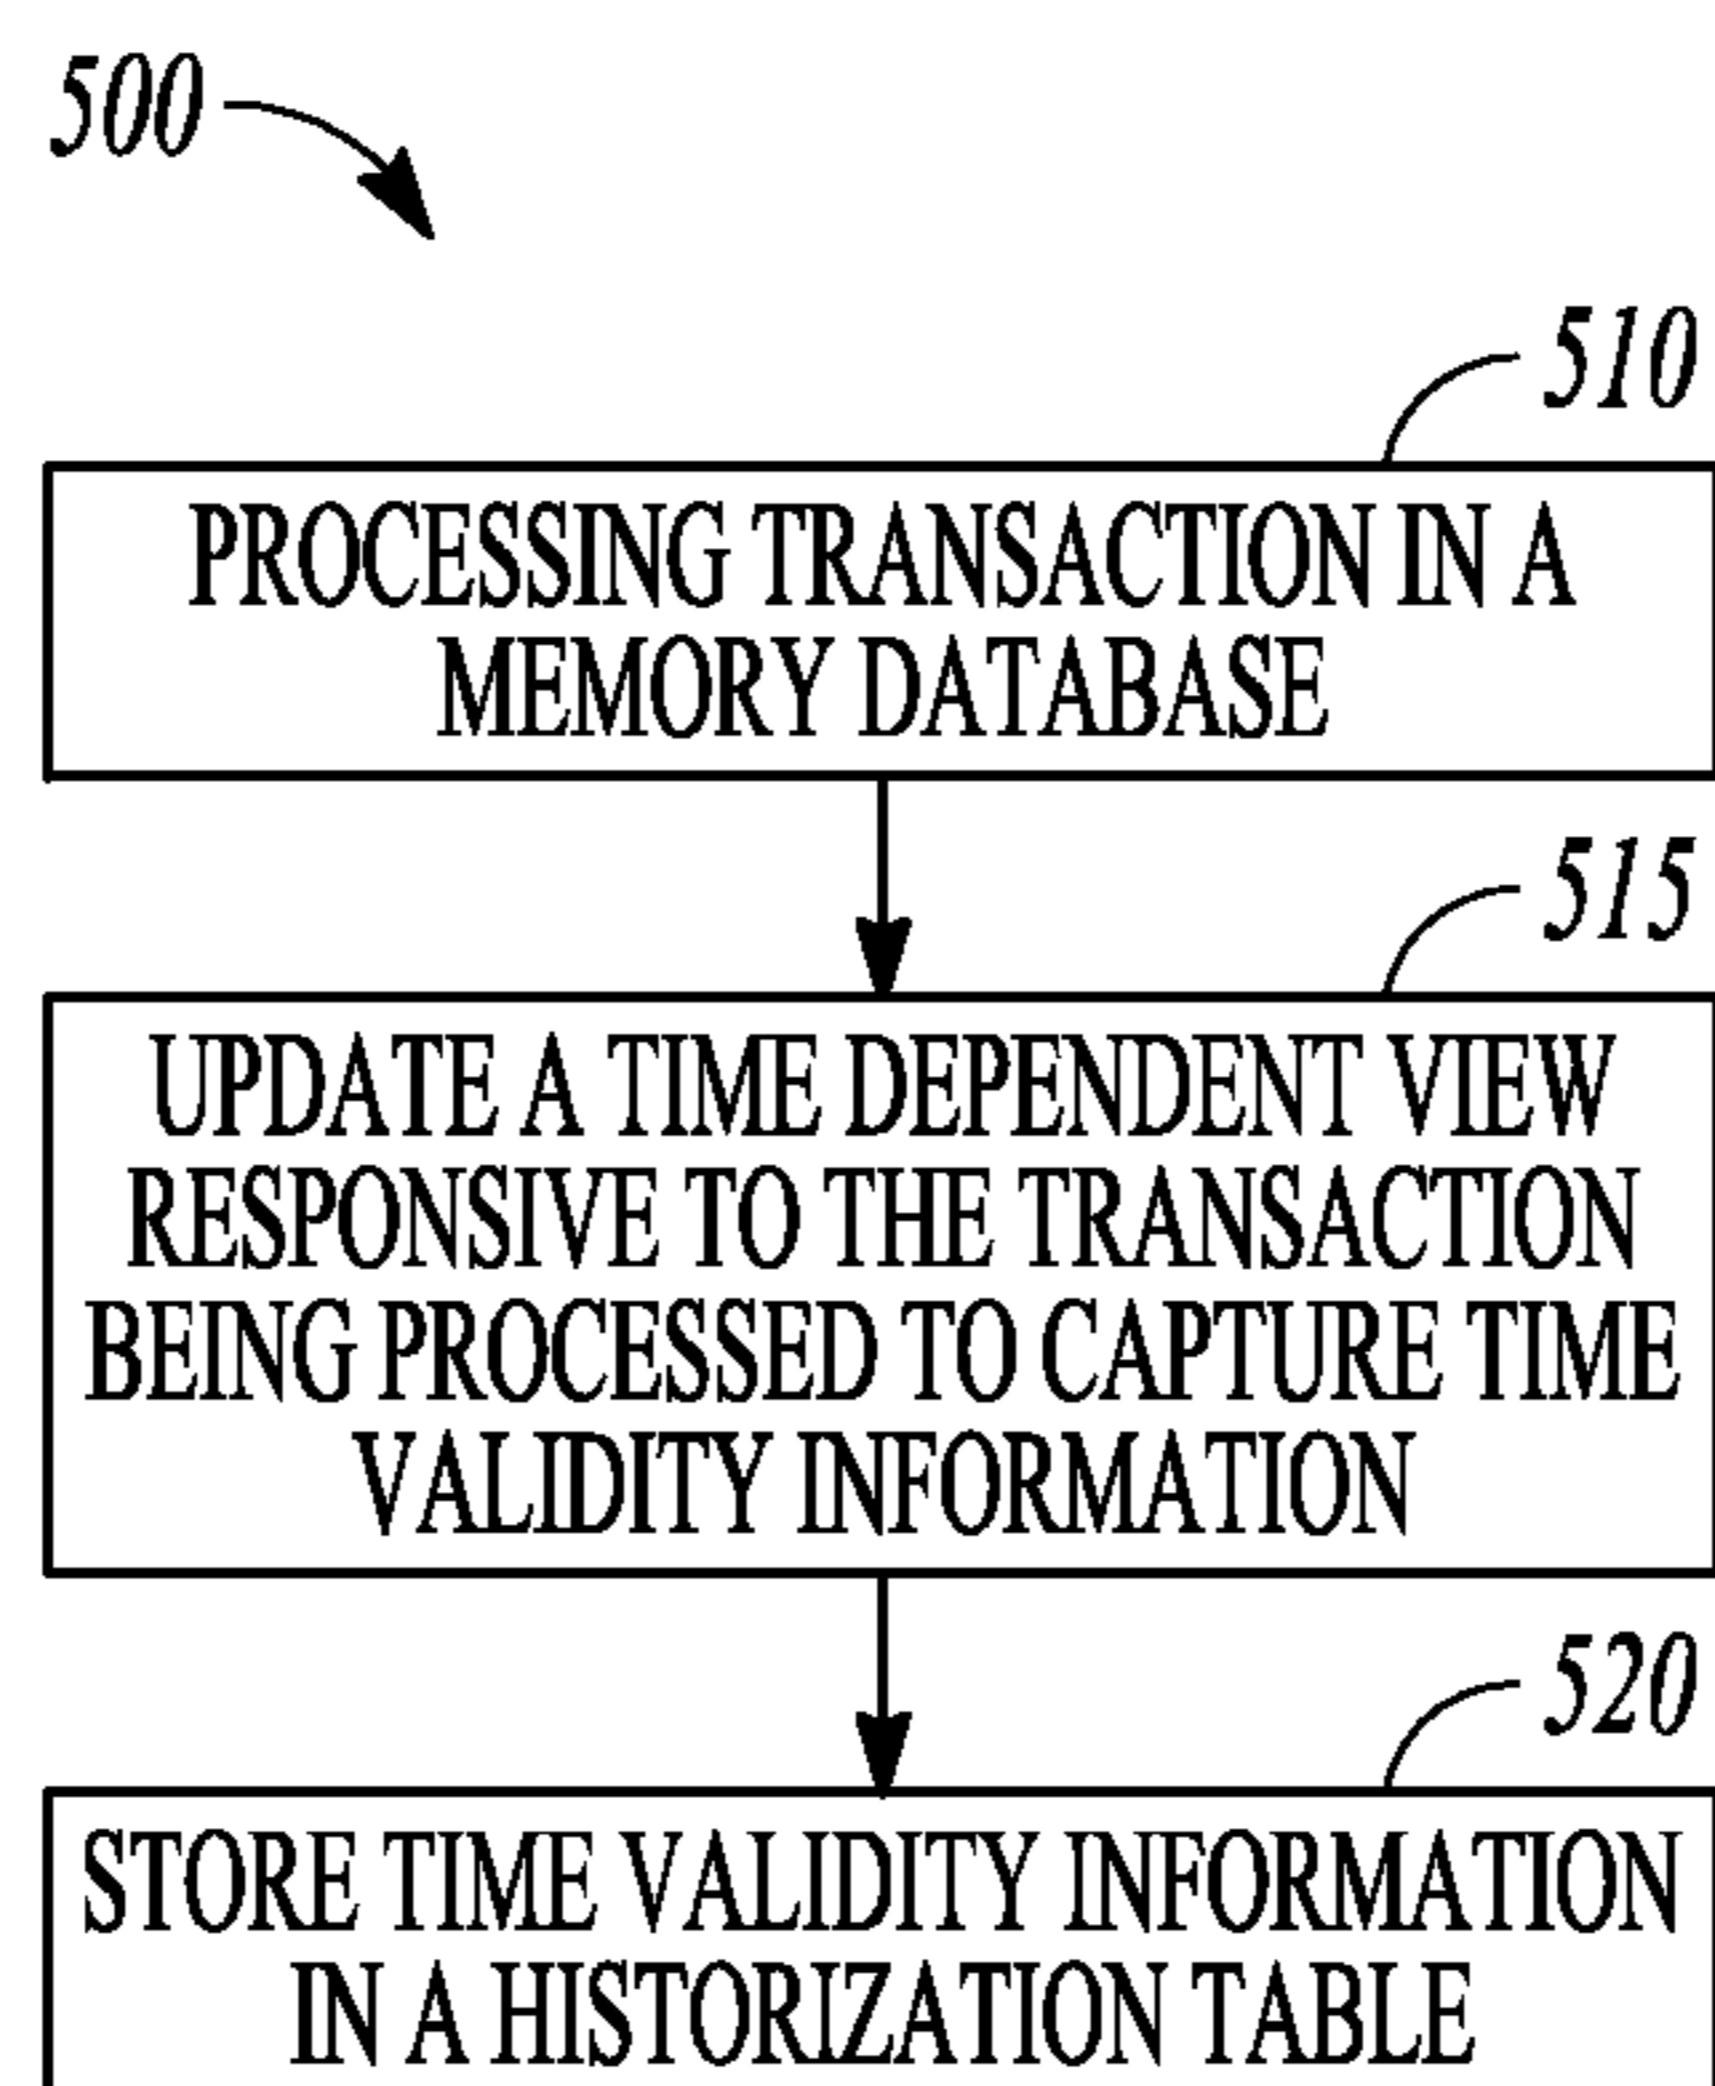 500
510
PROCESSING TRANSACTION IN A
MEMORY DATABASE
515
UPDATE A TIME DEPENDENT VIEW
RESPONSIVE TO THE TRANSACTION
BEING PROCESSED TO CAPTURE TIME
VALIDITY INFORMATION
520
STORE TIME VALIDITY INFORMATION
IN A HISTORIZATION TABLE